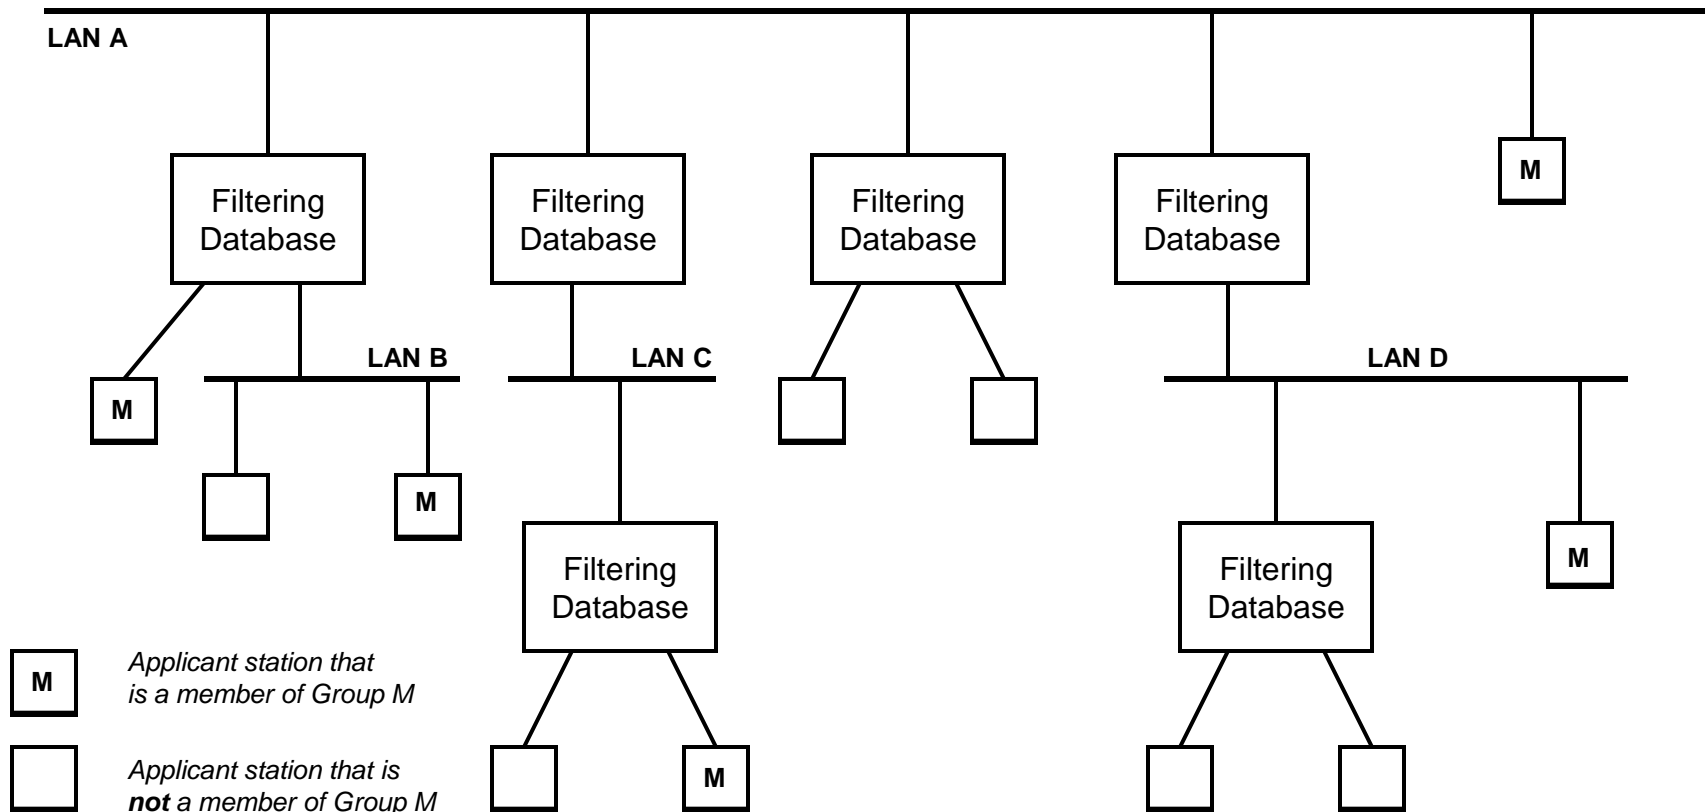 LAN A
Filtering
Database
Filtering
Database
Filtering
Database
Filtering
Database
M
LAN B
LAN C
LAN D
M
M
Filtering
Database
Filtering
Database
M
M
Applicant station that
is a member of Group M
M
Applicant station that is
not a member of Group M